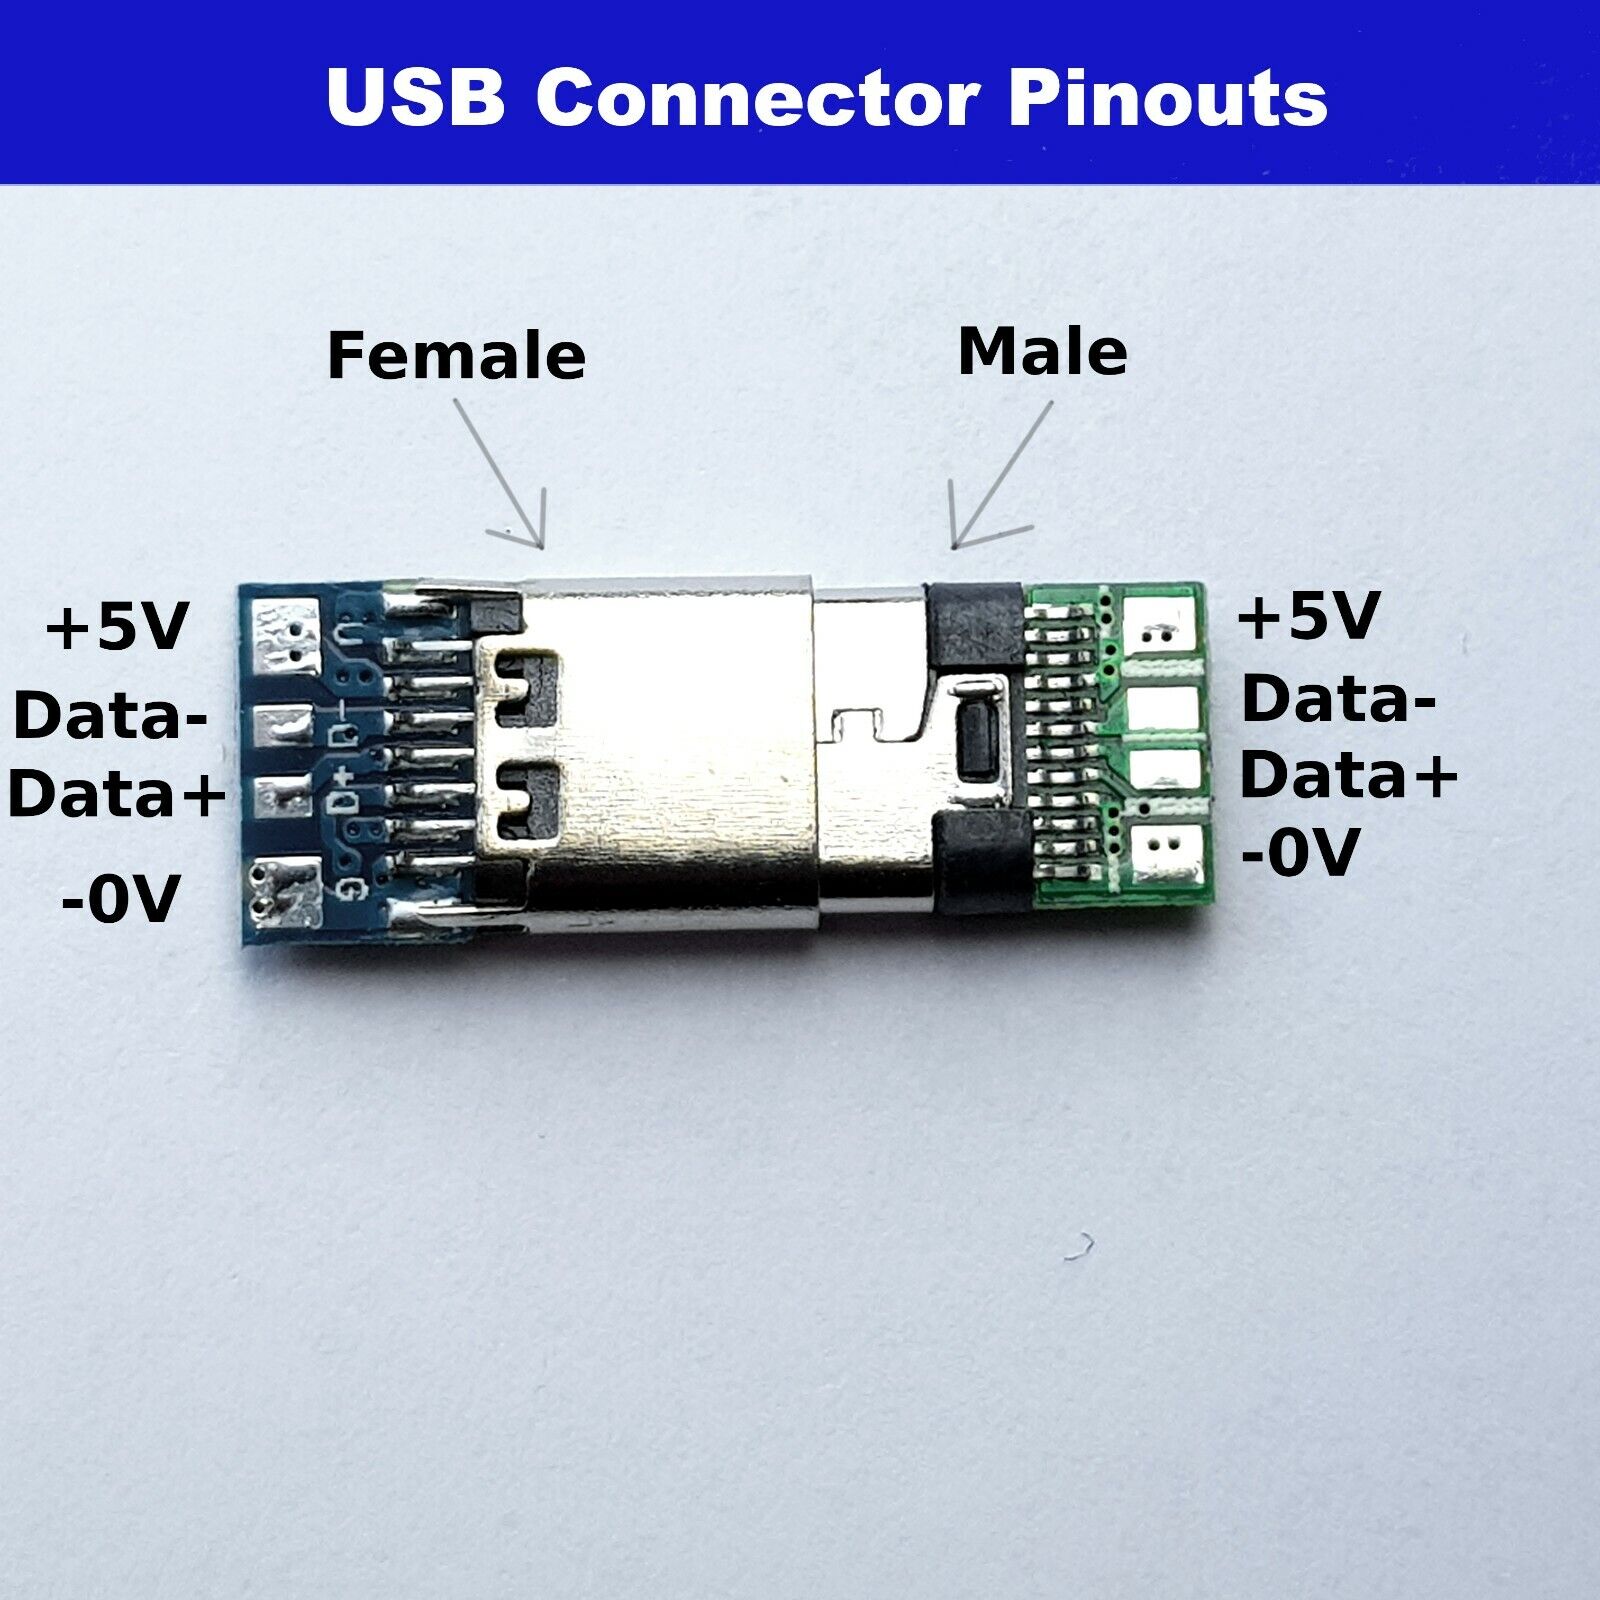 USB Connector Pinouts
Female
Male
+5V
Data-
Data+
-0V
D-
D+
G
+5V
Data-
Data+
-0V